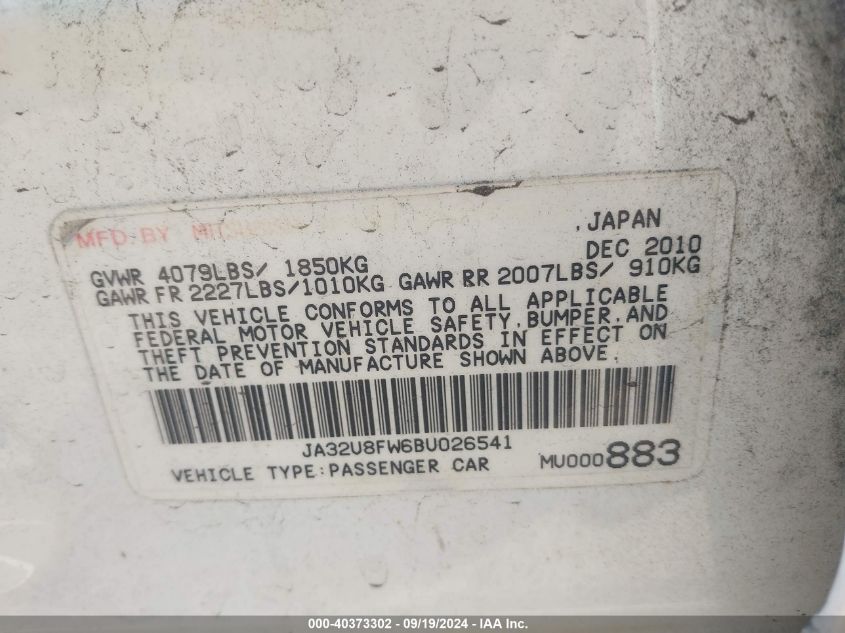 MFD BY
,JAPAN
DEC 2010
GVWR 4079LBS/ 1850KG
GAWR FR 2227LBS/1010KG GAWR RR 2007LBS/ 910KG
THIS VEHICLE CONFORMS TO ALL APPLICABLE
FEDERAL MOTOR VEHICLE SAFETY, BUMPER, AND
THEFT PREVENTION STANDARDS IN EFFECT ON
THE DATE OF MANUFACTURE SHOWN ABOVE.
JA32U8FW6BU026541
VEHICLE TYPE:PASSENGER CAR MU000883
000-40373302 - 09/19/2024 - IAA Inc.